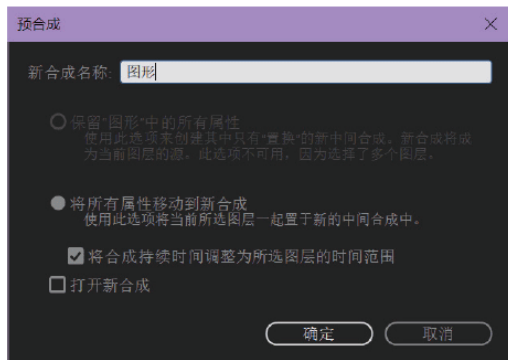 预合成
新合成名称: 图形
保留"图形"中的所有属性
使用此选项来创建其中只有"置换"的新中间合成。新合成将成
为当前图层的源。此选项不可用，因为选择了多个图层。
将所有属性移动到新合成
使用此选项将当前所选图层一起置于新的中间合成中。
将合成持续时间调整为所选图层的时间范围
打开新合成
确定 取消